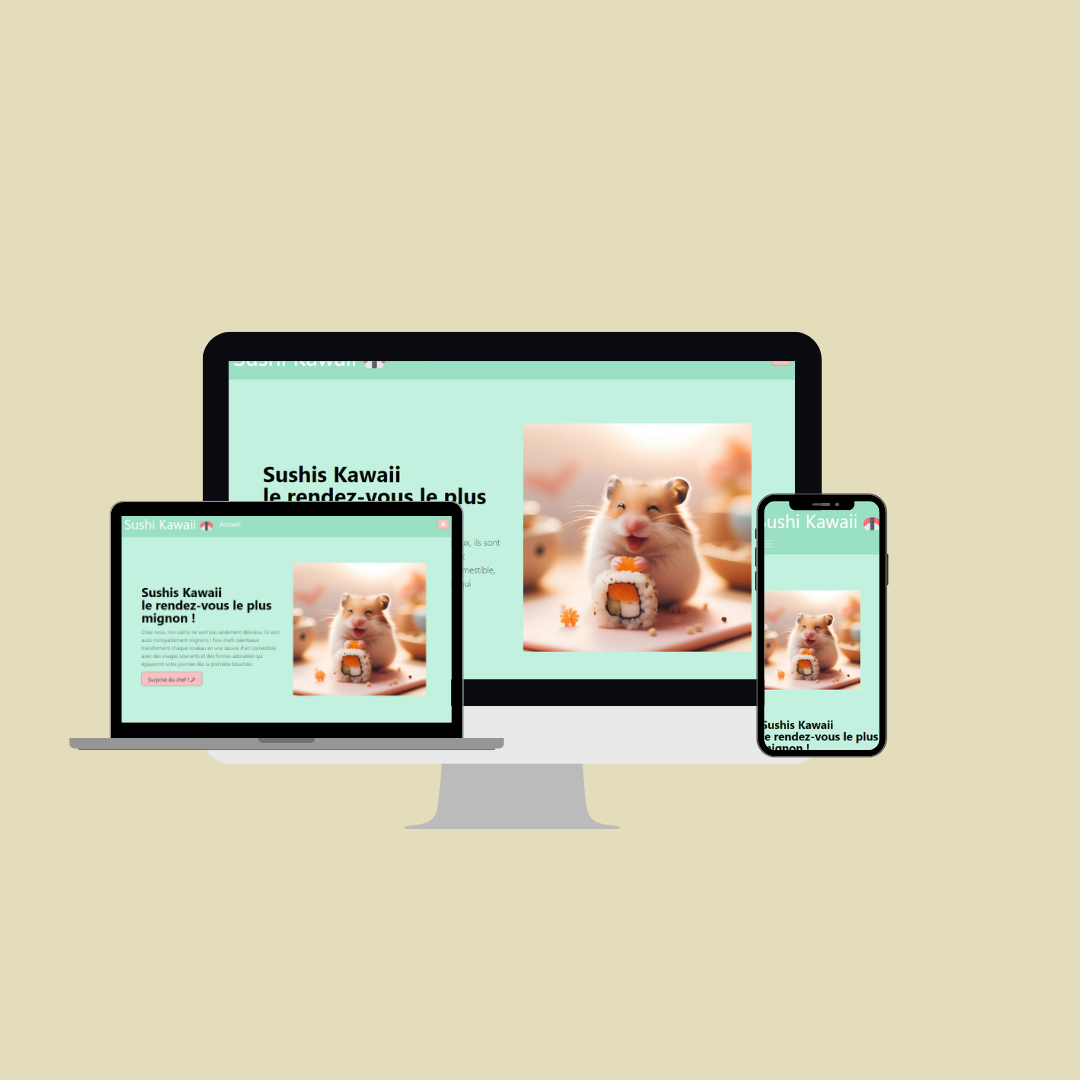 Sushi Kawaii
Sushis Kawaii
le rendez-vous le plus
ux, ils sont
mestible,
ui
Sushi Kawaii Accueil
Sushis Kawaii
le rendez-vous le plus
mignon !
Chez nous, nos sushis ne sont pas seulement délicieux, ils sont
aussi incroyablement mignons ! Nos chefs talentueux
transforment chaque rouleau en une œuvre d'art comestible,
avec des visages souriants et des formes adorables qui
égayeront votre journée dès la première bouchée.
Surprise du chef !
ushi Kawaii
Sushis Kawaii
e rendez-vous le plus
mignon !